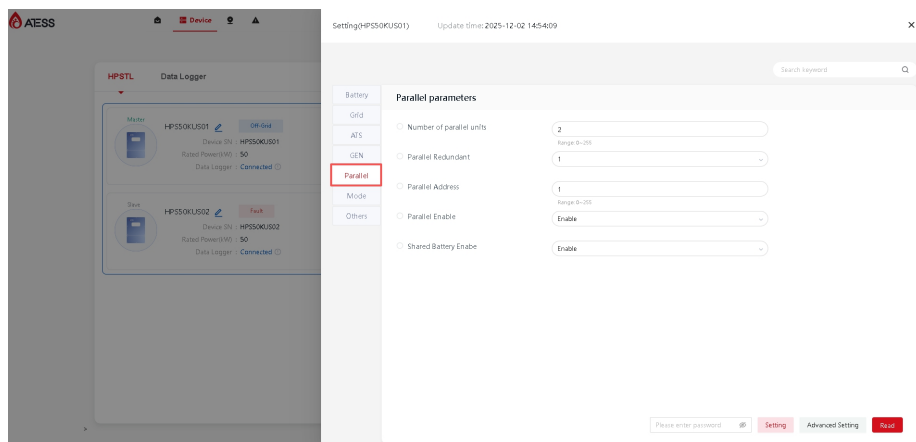 ATESS
Device
Setting(HPS50KUS01)
Update time: 2025-12-02 14:54:09
Search keyword
HPSTL
Data Logger
Master
HPS50KUS01
Off-Grid
Device SN : HPS50KUS01
Rated Power(kW) : 50
Data Logger : Connected
Slave
HPS50KUS02
Fault
Device SN : HPS50KUS02
Rated Power(kW) : 50
Data Logger : Connected
Battery
Grid
ATS
GEN
Parallel
Mode
Others
Parallel parameters
Number of parallel units
2
Range: 0~255
Parallel Redundant
1
Parallel Address
1
Range: 0~255
Parallel Enable
Enable
Shared Battery Enabe
Enable
Please enter password
Setting
Advanced Setting
Read